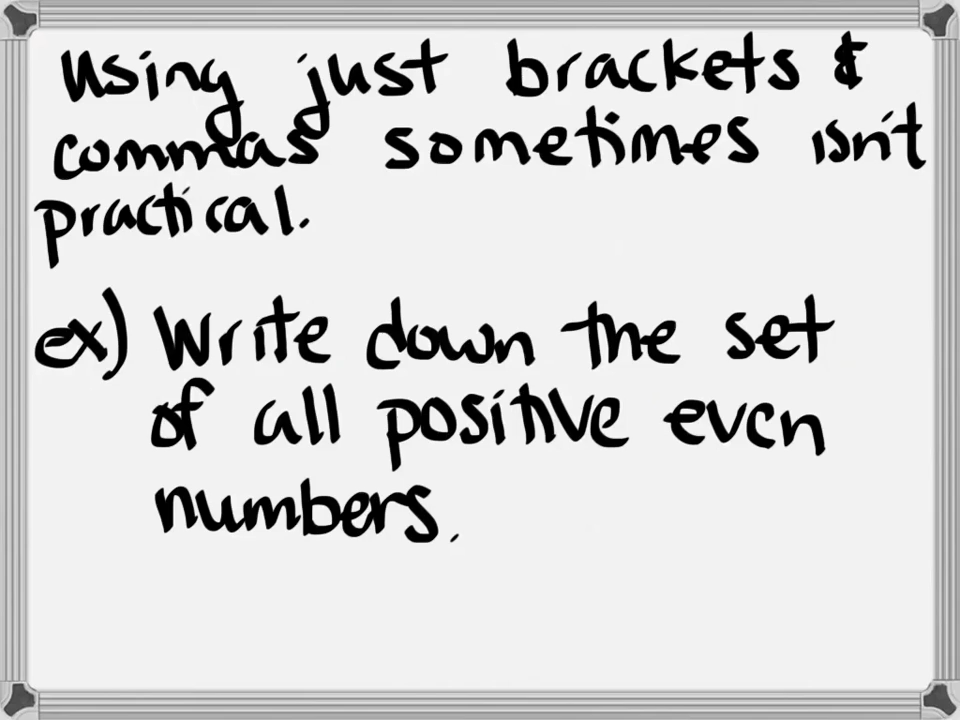 Using just brackets &
commas sometimes isn't
practical.
ex) Write down the set
of all positive even
numbers.